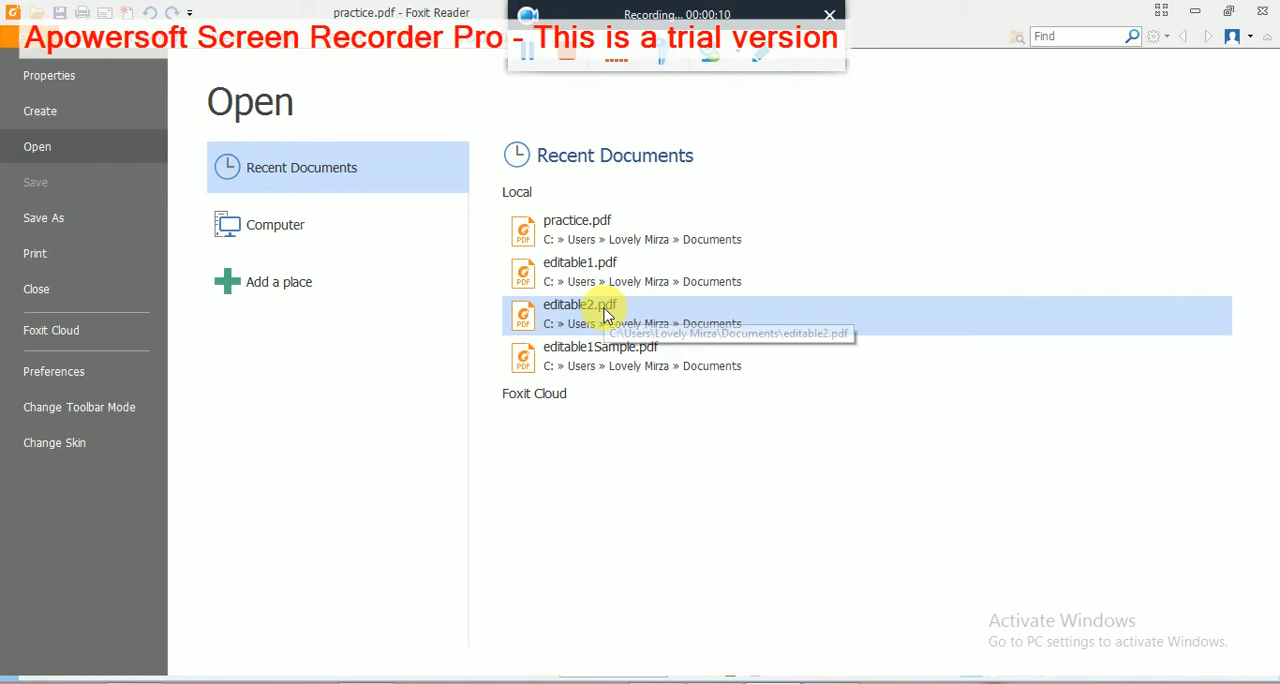 practice.pdf - Foxit Reader
Recording... 00:00:10
Apowersoft Screen Recorder Pro - This is a trial version
Find
Properties
Create
Open
Save
Save As
Print
Close
Foxit Cloud
Preferences
Change Toolbar Mode
Change Skin
Open
Recent Documents
Computer
Add a place
Recent Documents
Local
practice.pdf
C: » Users » Lovely Mirza » Documents
editable1.pdf
C: » Users » Lovely Mirza » Documents
editable2.pdf
C: » Users » Lovely Mirza » Documents
C:\Users\Lovely Mirza\Documents\editable2.pdf
editable1Sample.pdf
C: » Users » Lovely Mirza » Documents
Foxit Cloud
Activate Windows
Go to PC settings to activate Windows.